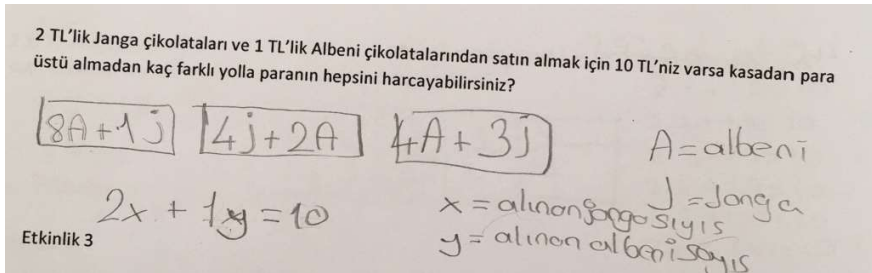 2 TL'lik Janga çikolataları ve 1 TL'lik Albeni çikolatalarından satın almak için 10 TL'niz varsa kasadan para
üstü almadan kaç farklı yolla paranın hepsini harcayabilirsiniz?
8A+1j 4j+2A 4A+3j A=albeni
J=Janga
2x + 1y = 10 x = alınan janga sıyıs
Etkinlik 3 y = alınan albeni sayıs